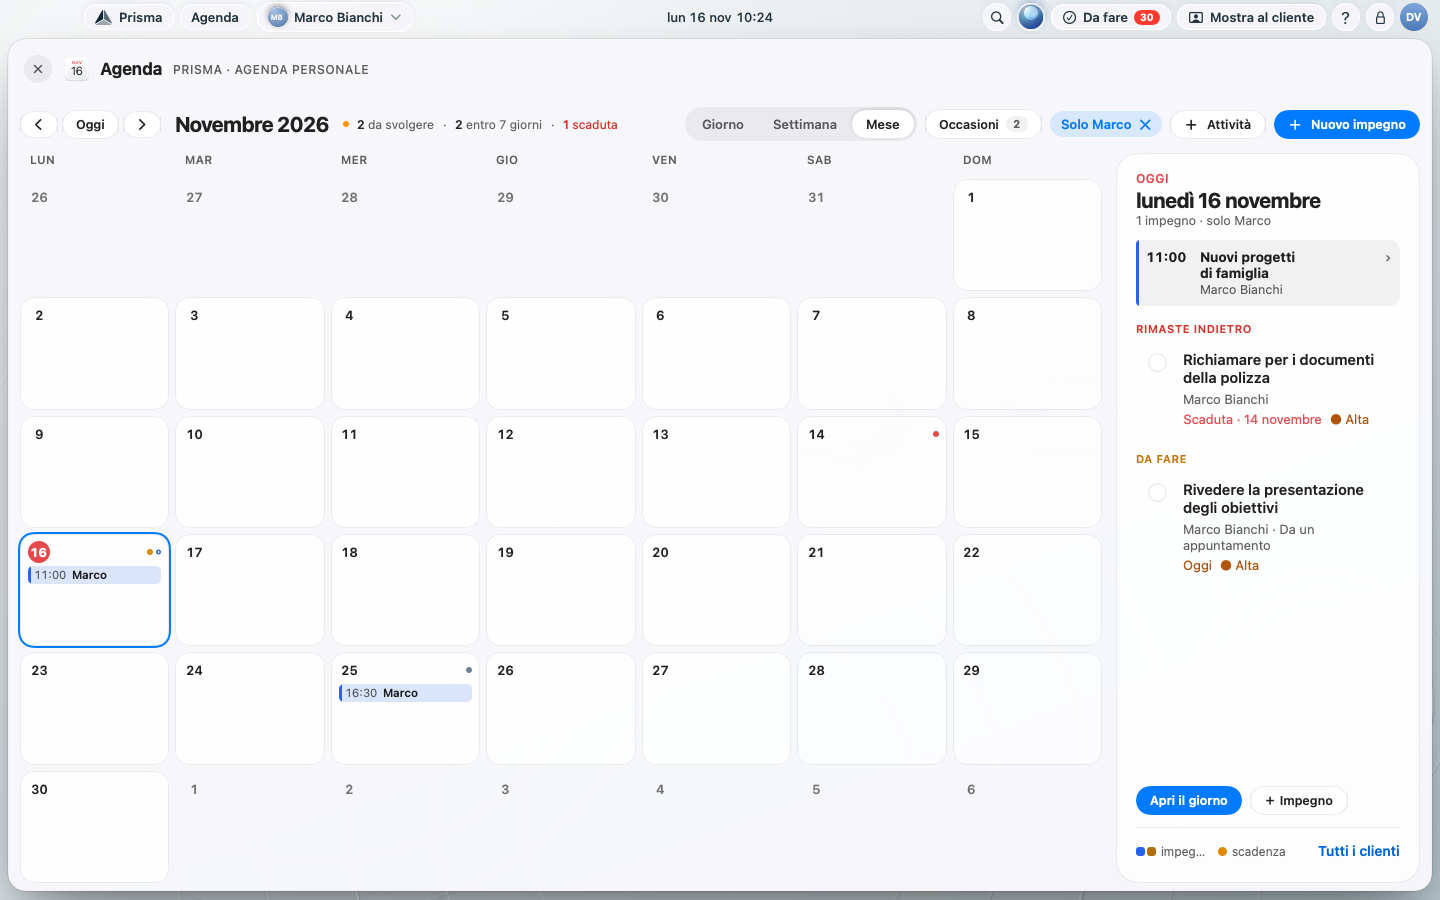 Prisma
Agenda
MB Marco Bianchi
lun 16 nov 10:24
Da fare 30
Mostra al cliente
?
DV
NOV
16
Agenda PRISMA · AGENDA PERSONALE
Oggi
Novembre 2026
2 da svolgere · 2 entro 7 giorni · 1 scaduta
Giorno Settimana Mese
Occasioni 2
Solo Marco
+ Attività
+ Nuovo impegno
LUN MAR MER GIO VEN SAB DOM
26 27 28 29 30 31 1
2 3 4 5 6 7 8
9 10 11 12 13 14 15
16 17 18 19 20 21 22
11:00 Marco
23 24 25 26 27 28 29
16:30 Marco
30 1 2 3 4 5 6
OGGI
lunedì 16 novembre
1 impegno · solo Marco
11:00 Nuovi progetti
di famiglia
Marco Bianchi
RIMASTE INDIETRO
Richiamare per i documenti
della polizza
Marco Bianchi
Scaduta · 14 novembre Alta
DA FARE
Rivedere la presentazione
degli obiettivi
Marco Bianchi · Da un
appuntamento
Oggi Alta
Apri il giorno
+ Impegno
impeg... scadenza Tutti i clienti